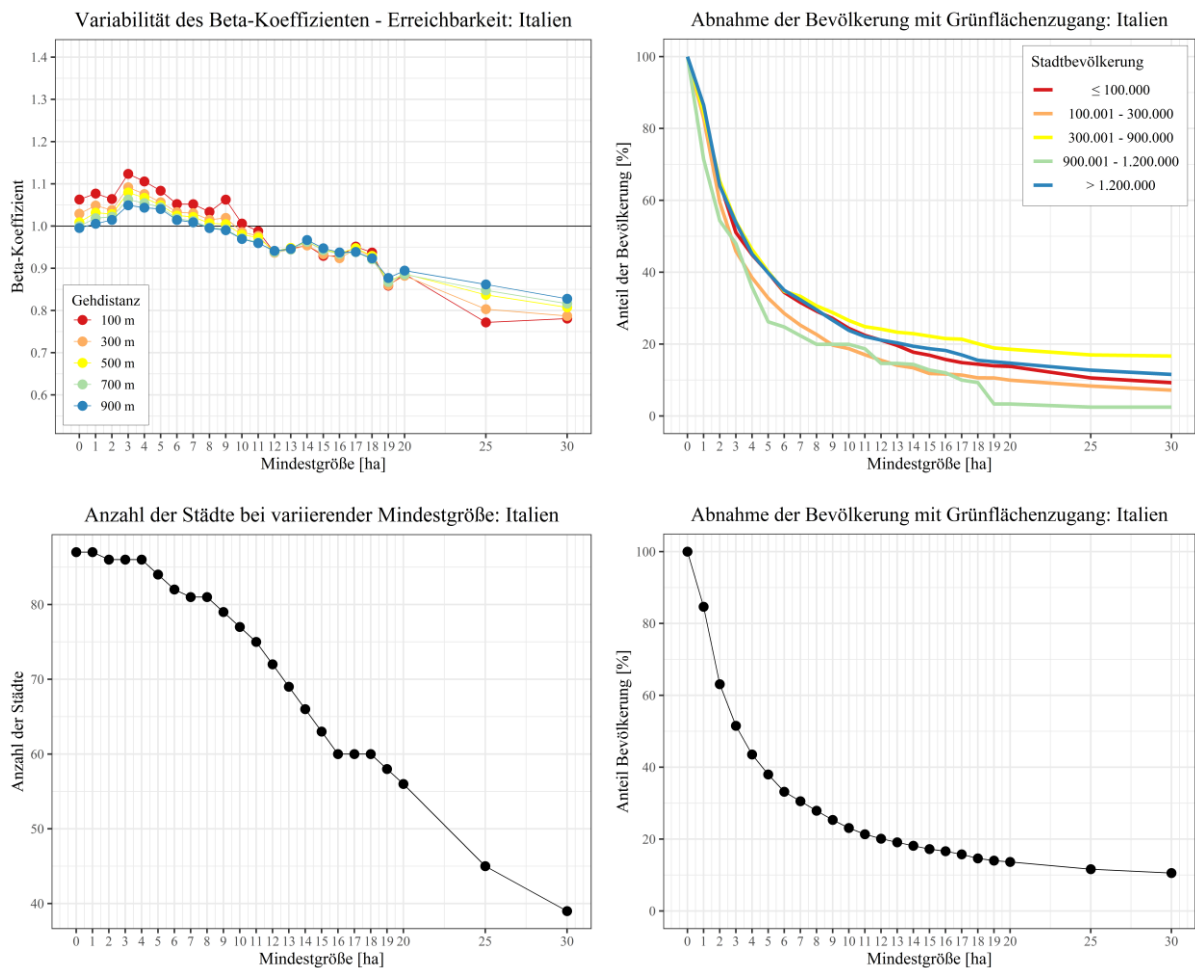 Variabilität des Beta-Koeffizienten - Erreichbarkeit: Italien
1.4
1.3
1.2
1.1
1.0
0.9
0.8
0.7
0.6
Beta-Koeffizient
Gehdistanz
100 m
300 m
500 m
700 m
900 m
0 1 2 3 4 5 6 7 8 9 10 11 12 13 14 15 16 17 18 19 20 25 30
Mindestgröße [ha]
Abnahme der Bevölkerung mit Grünflächenzugang: Italien
100
80
60
40
20
0
Anteil der Bevölkerung [%]
Stadtbevölkerung
≤ 100.000
100.001 - 300.000
300.001 - 900.000
900.001 - 1.200.000
> 1.200.000
0 1 2 3 4 5 6 7 8 9 10 11 12 13 14 15 16 17 18 19 20 25 30
Mindestgröße [ha]
Anzahl der Städte bei variierender Mindestgröße: Italien
80
70
60
50
40
Anzahl der Städte
0 1 2 3 4 5 6 7 8 9 10 11 12 13 14 15 16 17 18 19 20 25 30
Mindestgröße [ha]
Abnahme der Bevölkerung mit Grünflächenzugang: Italien
100
80
60
40
20
0
Anteil Bevölkerung [%]
0 1 2 3 4 5 6 7 8 9 10 11 12 13 14 15 16 17 18 19 20 25 30
Mindestgröße [ha]